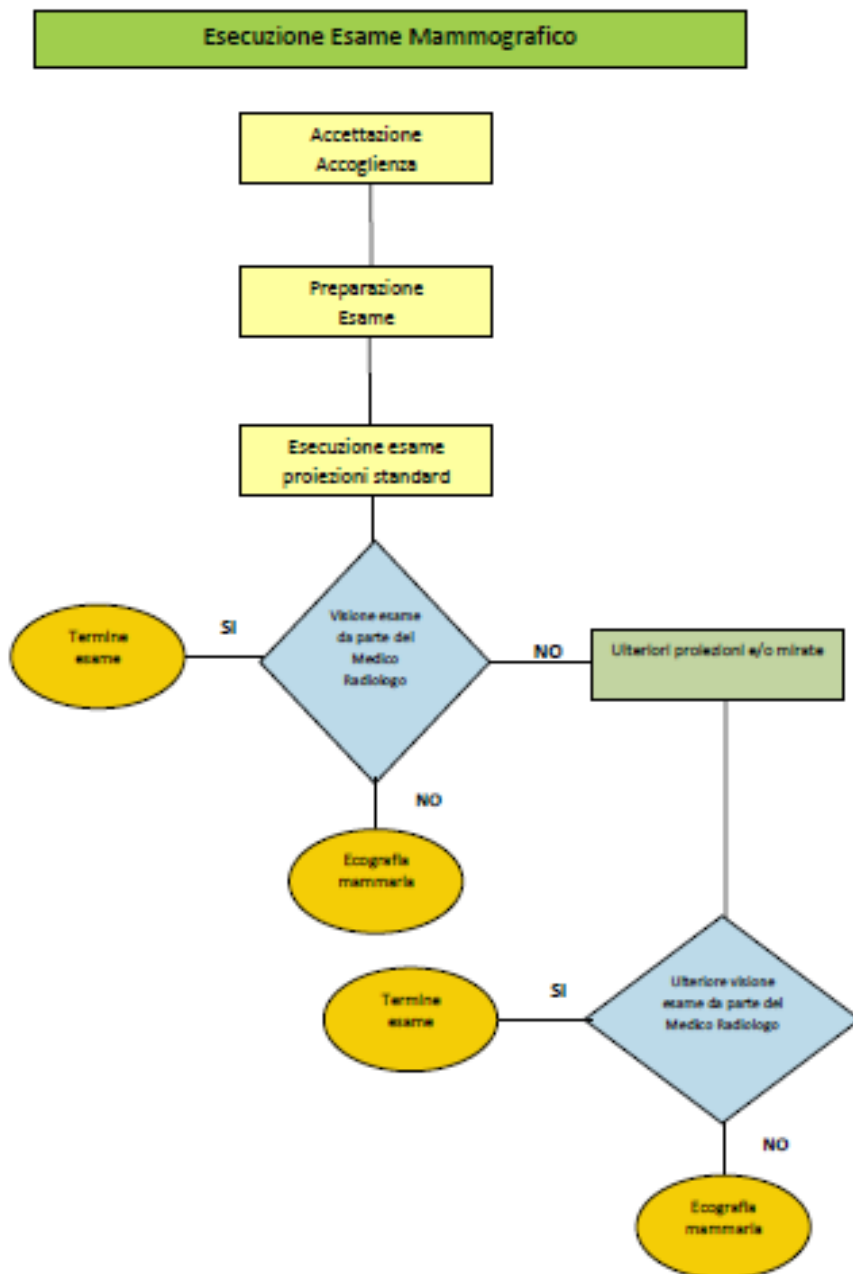 Esecuzione Esame Mammografico
Accettazione
Accoglienza
Preparazione
Esame
Esecuzione esame
proiezioni standard
Visione esame
da parte del
Medico
Radiologo
SI
Termine
esame
NO
Ulteriori proiezioni e/o mirate
NO
Ecografia
mammaria
Ulteriore visione
esame da parte del
Medico Radiologo
SI
Termine
esame
NO
Ecografia
mammaria